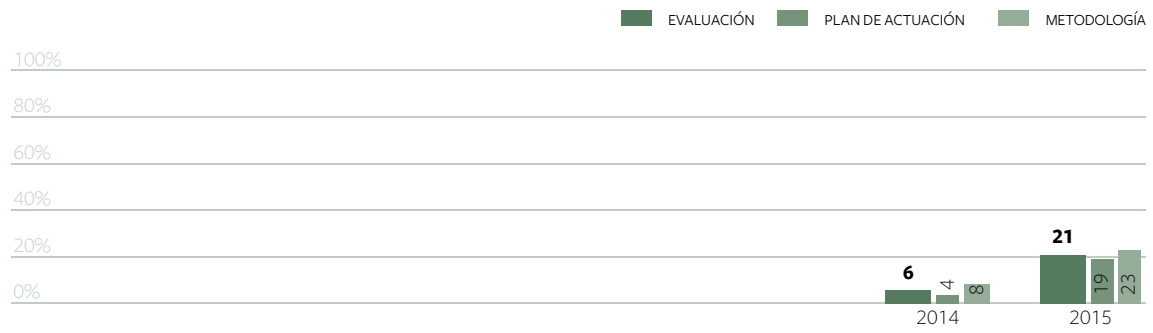 EVALUACIÓN PLAN DE ACTUACIÓN METODOLOGÍA
100%
80%
60%
40%
20%
0%
6 4 8
21 19 23
2014 2015